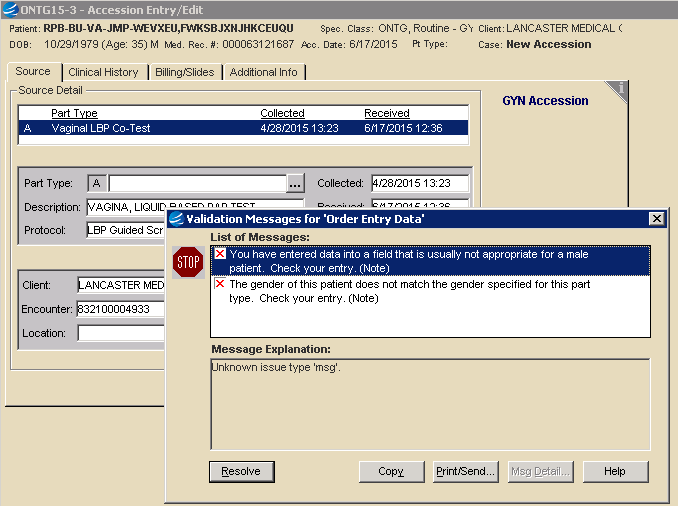 ONTG15-3 - Accession Entry/Edit
Patient: RPB-BU-VA-JMP-WEVXEU,FWKSBJXNJHKCEUQU Spec. Class: ONTG, Routine - GY Client: LANCASTER MEDICAL (
DOB: 10/29/1979 (Age: 35) M Med. Rec. #: 000063121687 Acc. Date: 6/17/2015 Pt Type: Case: New Accession
Source Clinical History Billing/Slides Additional Info
i
Source Detail
GYN Accession
Part Type Collected Received
A Vaginal LBP Co-Test 4/28/2015 13:23 6/17/2015 12:36
Part Type: A ... Collected: 4/28/2015 13:23
Description: VAGINA, LIQUID BASED PAP TEST Received: 6/17/2015 12:36
Protocol: LBP Guided Scr
Client: LANCASTER MED
Encounter: 832100004933
Location:
Validation Messages for 'Order Entry Data'
List of Messages:
STOP
You have entered data into a field that is usually not appropriate for a male
patient. Check your entry. (Note)
The gender of this patient does not match the gender specified for this part
type. Check your entry. (Note)
Message Explanation:
Unknown issue type 'msg'.
Resolve Copy Print/Send... Msg Detail... Help